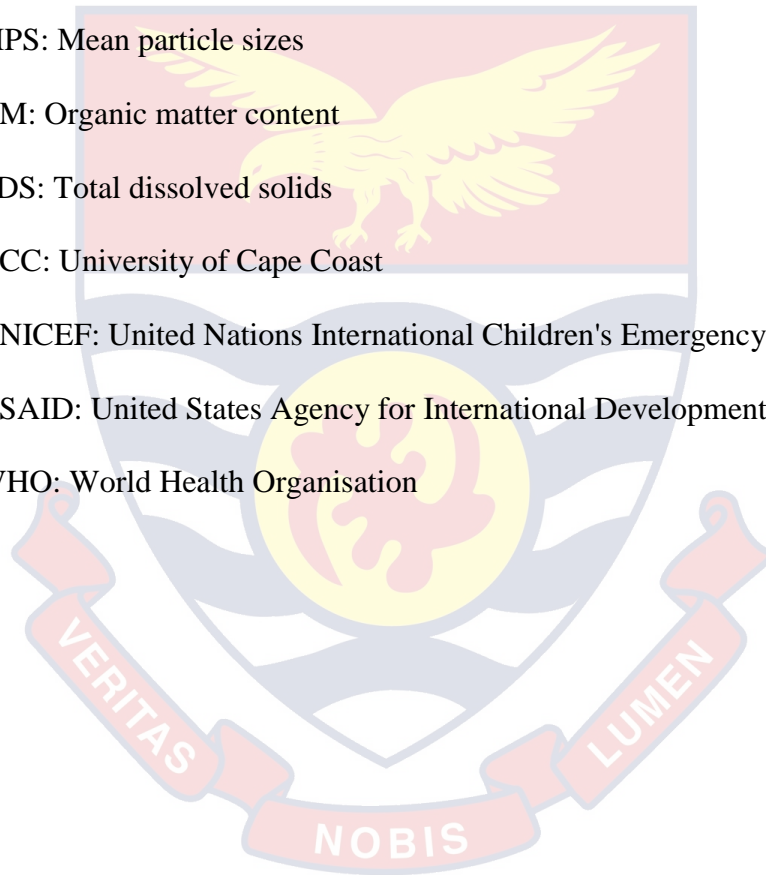 IPS: Mean particle sizes
M: Organic matter content
DS: Total dissolved solids
CC: University of Cape Coast
NICEF: United Nations International Children's Emergency
SAID: United States Agency for International Development
HO: World Health Organisation
VERITAS NOBIS LUMEN